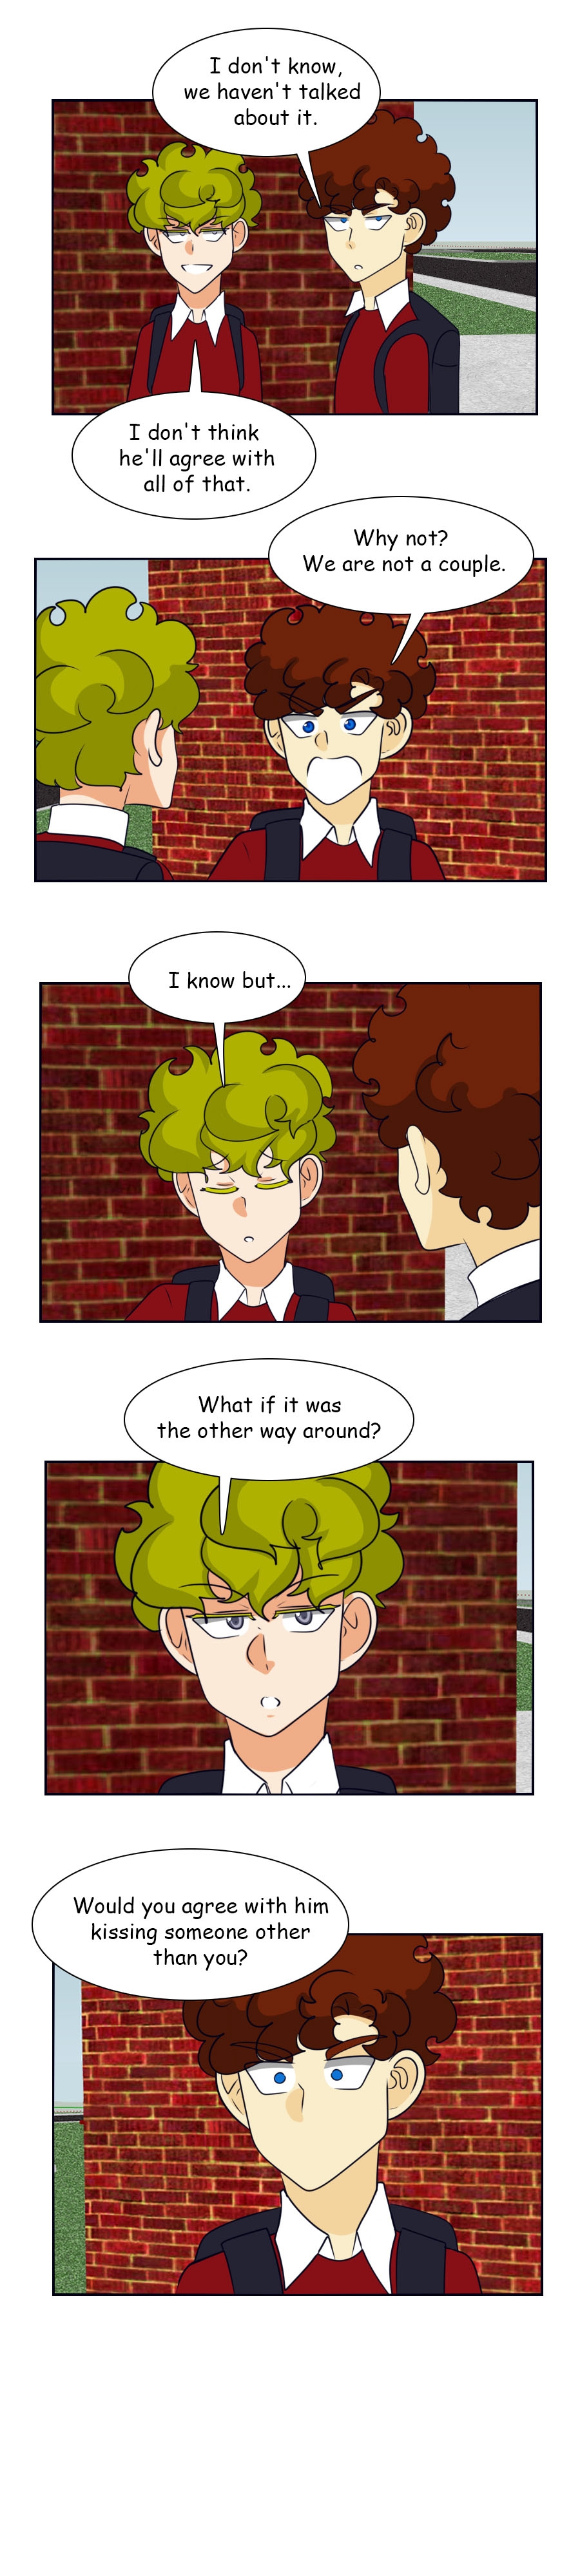 I don't know,
we haven't talked
about it.
I don't think
he'll agree with
all of that.
Why not?
We are not a couple.
I know but...
What if it was
the other way around?
Would you agree with him
kissing someone other
than you?